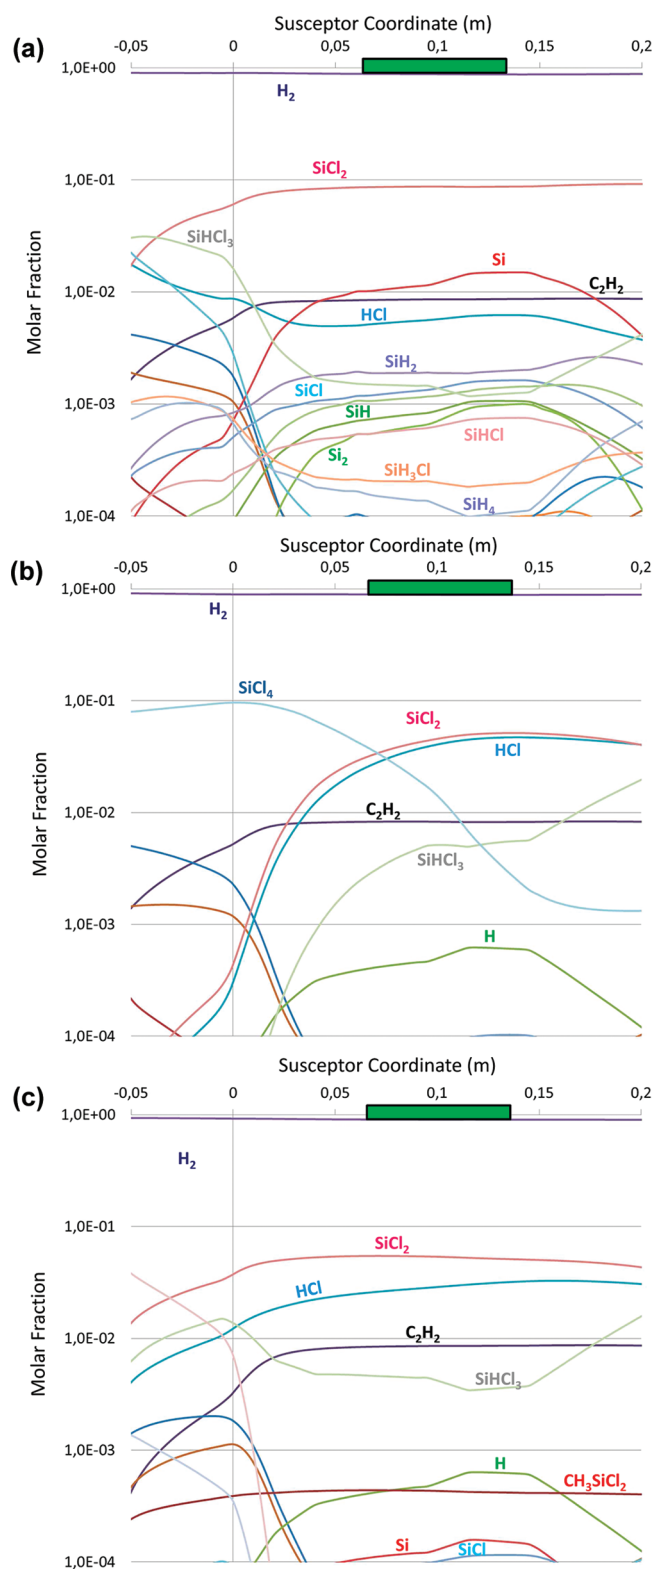 (a)
Susceptor Coordinate (m)
-0,05 0 0,05 0,1 0,15 0,2
1,0E+00
H2
1,0E-01
SiCl2
SiHCl3
Si
1,0E-02
C2H2
HCl
SiH2
SiCl
1,0E-03
SiH
SiHCl
Si2
SiH3Cl
SiH4
1,0E-04
Molar Fraction
(b)
Susceptor Coordinate (m)
-0,05 0 0,05 0,1 0,15 0,2
1,0E+00
H2
SiCl4
1,0E-01
SiCl2
HCl
C2H2
1,0E-02
SiHCl3
1,0E-03
H
1,0E-04
Molar Fraction
(c)
Susceptor Coordinate (m)
-0,05 0 0,05 0,1 0,15 0,2
1,0E+00
H2
1,0E-01
SiCl2
HCl
1,0E-02
C2H2
SiHCl3
1,0E-03
H
CH3SiCl2
Si
SiCl
1,0E-04
Molar Fraction